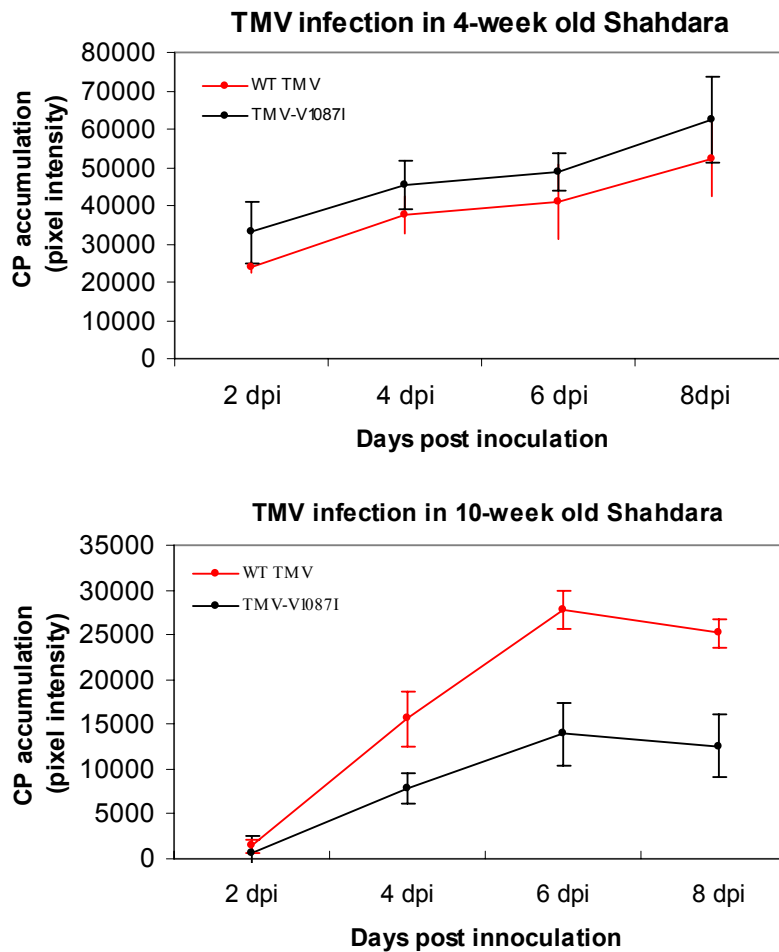 TMV infection in 4-week old Shahdara
80000
70000
60000
50000
40000
30000
20000
10000
0
CP accumulation
(pixel intensity)
WT TMV
TMV-V1087I
2 dpi
4 dpi
6 dpi
8dpi
Days post inoculation
TMV infection in 10-week old Shahdara
35000
30000
25000
20000
15000
10000
5000
0
CP accumulation
(pixel intensity)
WT TMV
TMV-V1087I
2 dpi
4 dpi
6 dpi
8 dpi
Days post innoculation